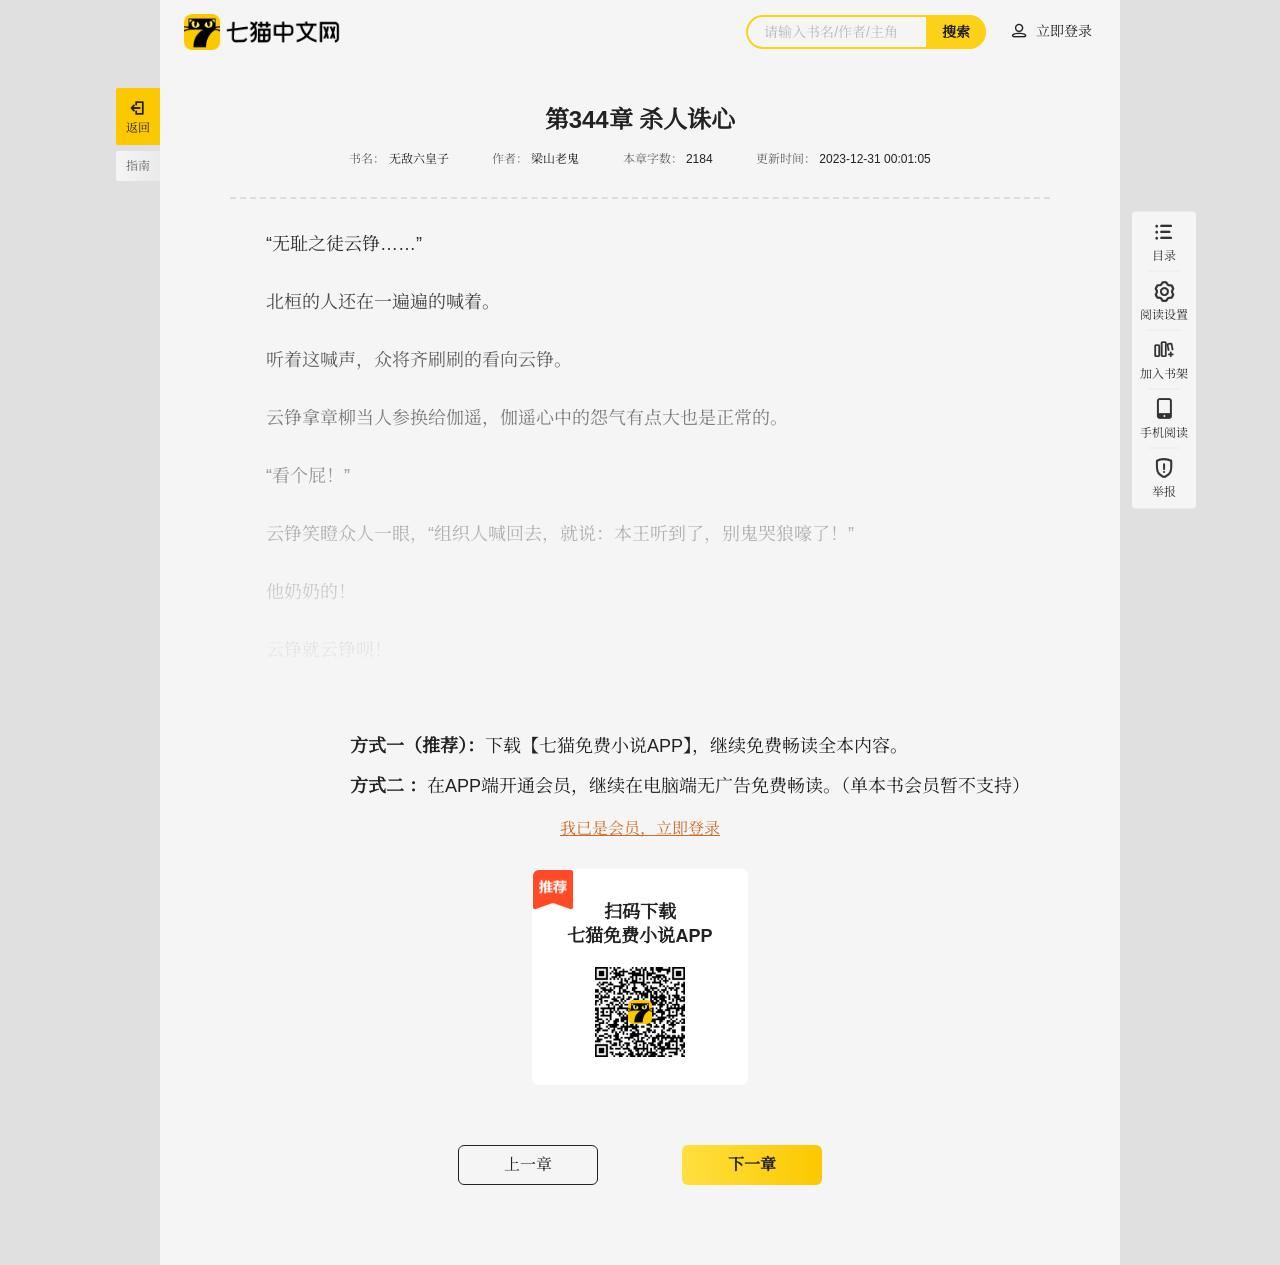 七猫中文网
请输入书名/作者/主角
搜索
立即登录
返回
指南
第344章 杀人诛心
书名： 无敌六皇子 作者： 梁山老鬼 本章字数： 2184 更新时间： 2023-12-31 00:01:05
“无耻之徒云铮……”
北桓的人还在一遍遍的喊着。
听着这喊声，众将齐刷刷的看向云铮。
云铮拿章柳当人参换给伽遥，伽遥心中的怨气有点大也是正常的。
“看个屁！”
云铮笑瞪众人一眼，“组织人喊回去，就说：本王听到了，别鬼哭狼嚎了！”
他奶奶的！
云铮就云铮呗！
目录
阅读设置
加入书架
手机阅读
举报
方式一（推荐）：下载【七猫免费小说APP】，继续免费畅读全本内容。
方式二 ：在APP端开通会员，继续在电脑端无广告免费畅读。（单本书会员暂不支持）
我已是会员，立即登录
推荐
扫码下载
七猫免费小说APP
上一章
下一章